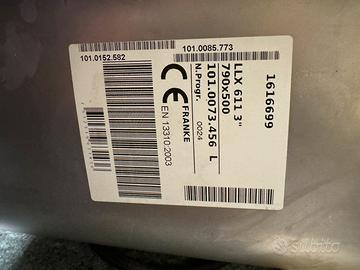 1616699
LLX 611 3"
790x500
101.0073.456 L
N.Progr. 0024
FRANKE
EN 13310:2003
101.0085.773
101.0152.582
subito